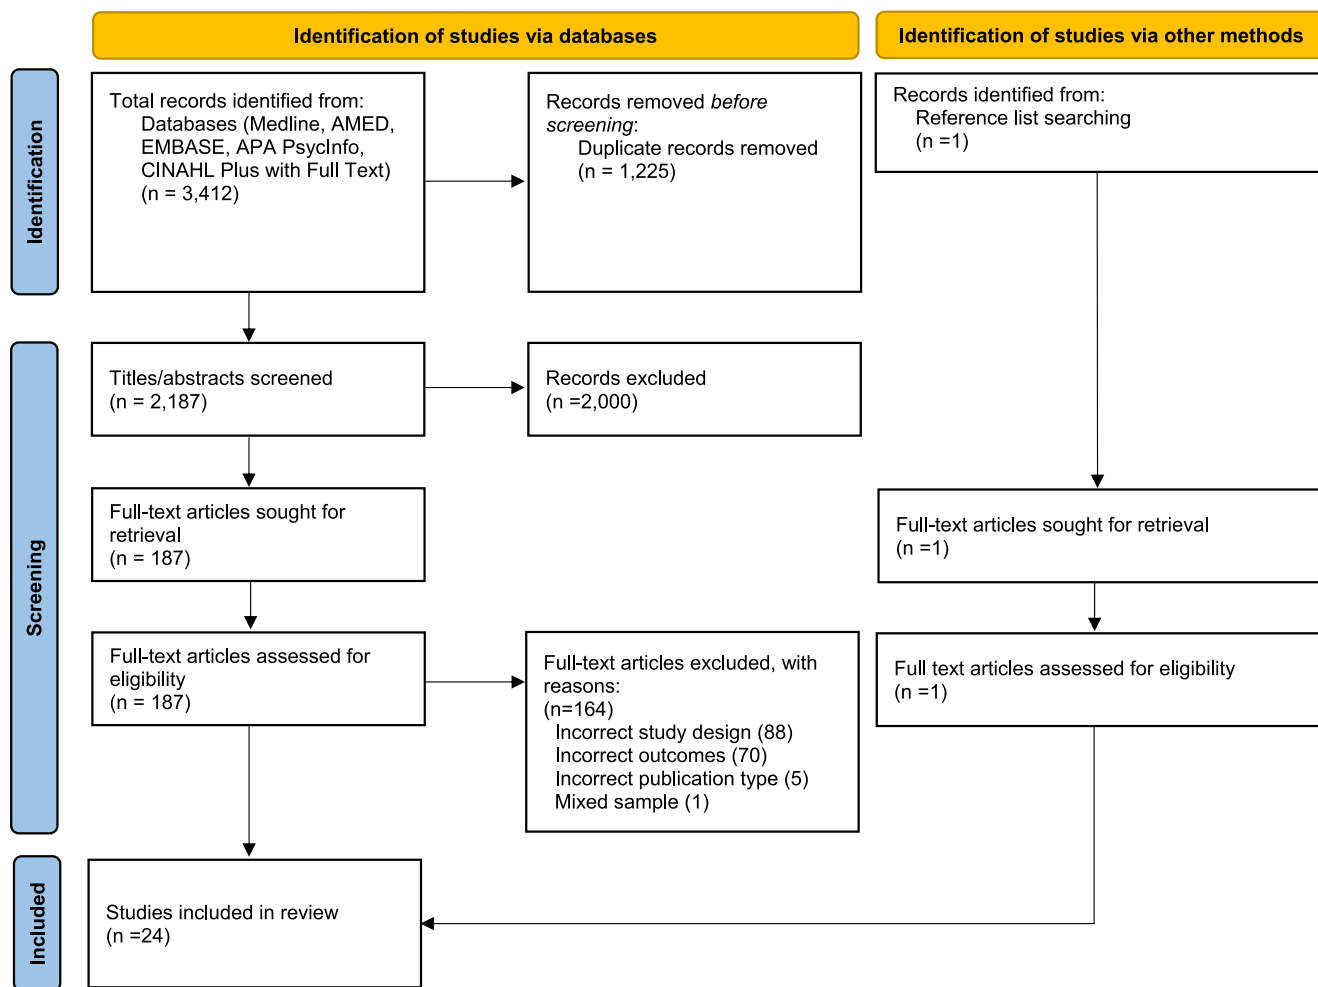 Identification of studies via databases
Identification of studies via other methods
Identification
Total records identified from:
Databases (Medline, AMED,
EMBASE, APA PsycInfo,
CINAHL Plus with Full Text)
(n = 3,412)
Records removed before
screening:
Duplicate records removed
(n = 1,225)
Records identified from:
Reference list searching
(n =1)
Screening
Titles/abstracts screened
(n = 2,187)
Records excluded
(n =2,000)
Full-text articles sought for
retrieval
(n = 187)
Full-text articles sought for retrieval
(n =1)
Full-text articles assessed for
eligibility
(n = 187)
Full-text articles excluded, with
reasons:
(n=164)
Incorrect study design (88)
Incorrect outcomes (70)
Incorrect publication type (5)
Mixed sample (1)
Full text articles assessed for eligibility
(n =1)
Included
Studies included in review
(n =24)